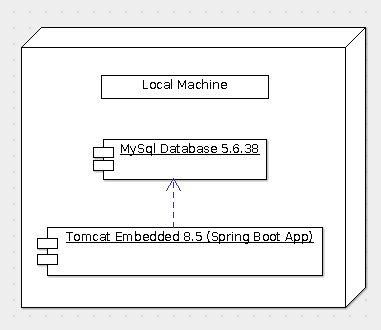 Local Machine
MySql Database 5.6.38
Tomcat Embedded 8.5 (Spring Boot App)